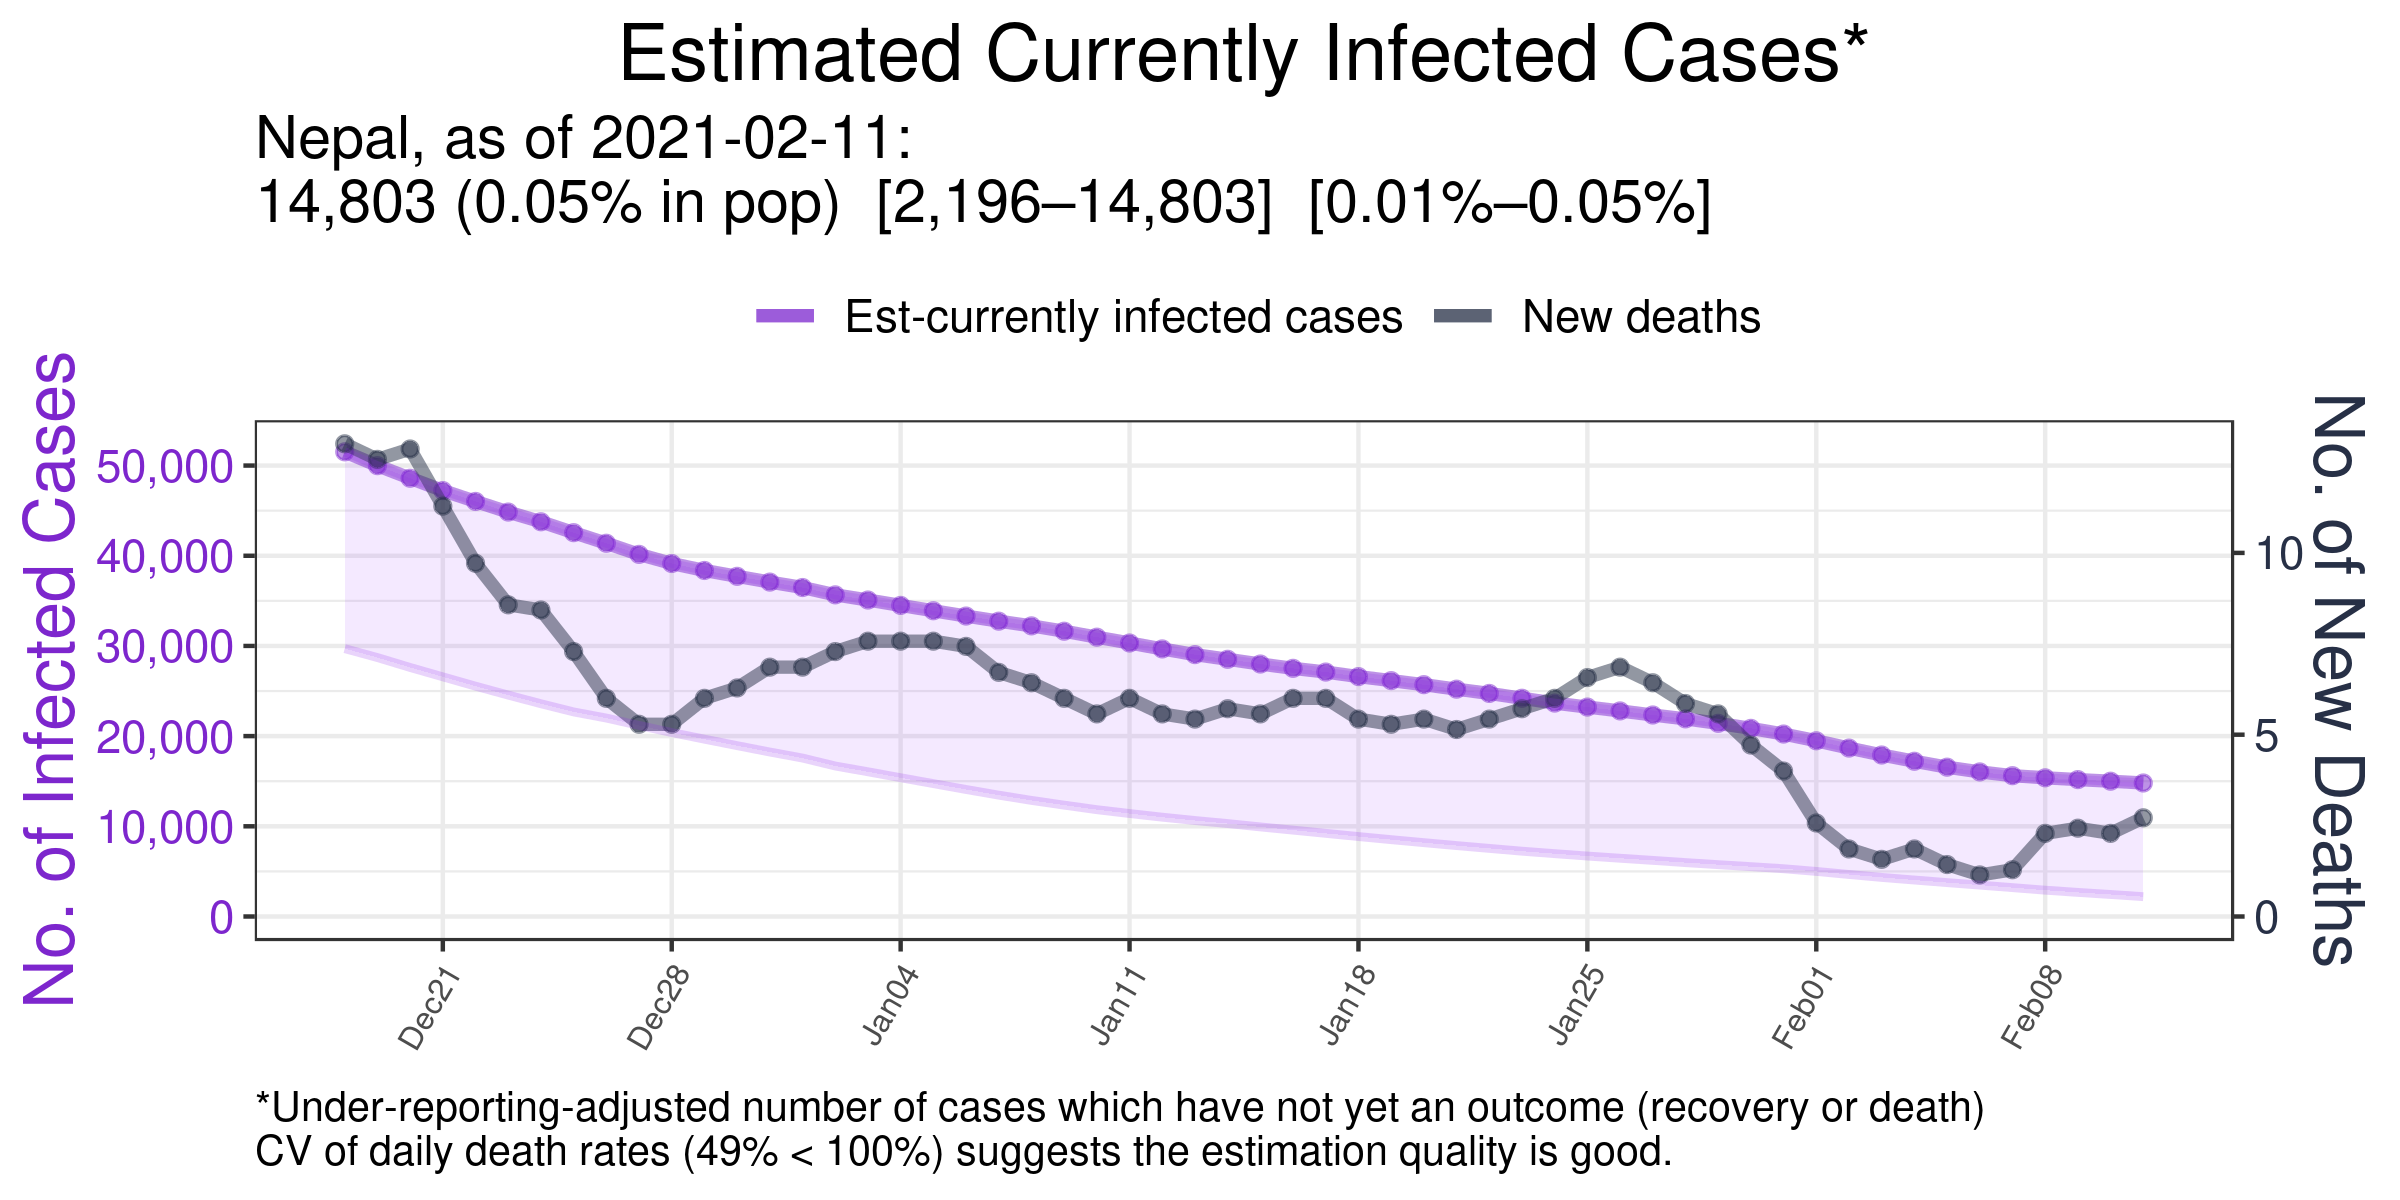 Estimated Currently Infected Cases*
Nepal, as of 2021-02-11:
14,803 (0.05% in pop)  [2,196–14,803]  [0.01%–0.05%]
Est-currently infected cases
New deaths
No. of Infected Cases
50,000
40,000
30,000
20,000
10,000
0
10
5
0
No. of New Deaths
Dec21
Dec28
Jan04
Jan11
Jan18
Jan25
Feb01
Feb08
*Under-reporting-adjusted number of cases which have not yet an outcome (recovery or death)
CV of daily death rates (49% < 100%) suggests the estimation quality is good.